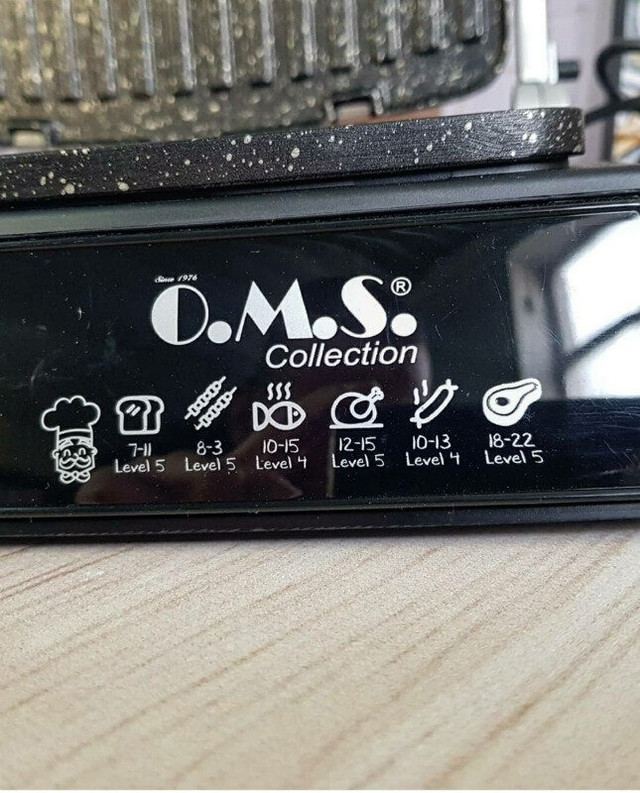 Since 1976
O.M.S.®
Collection
7-11 8-3 10-15 12-15 10-13 18-22
Level 5 Level 5 Level 4 Level 5 Level 4 Level 5